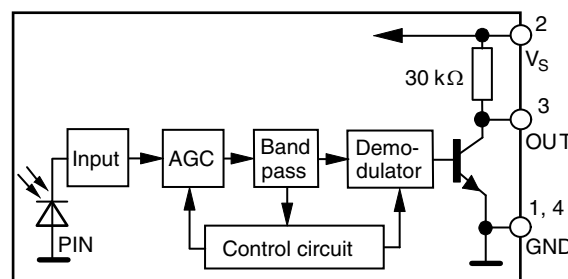 2
V_S
30 kΩ
3
OUT
Input
AGC
Band
pass
Demo-
dulator
1, 4
GND
PIN
Control circuit